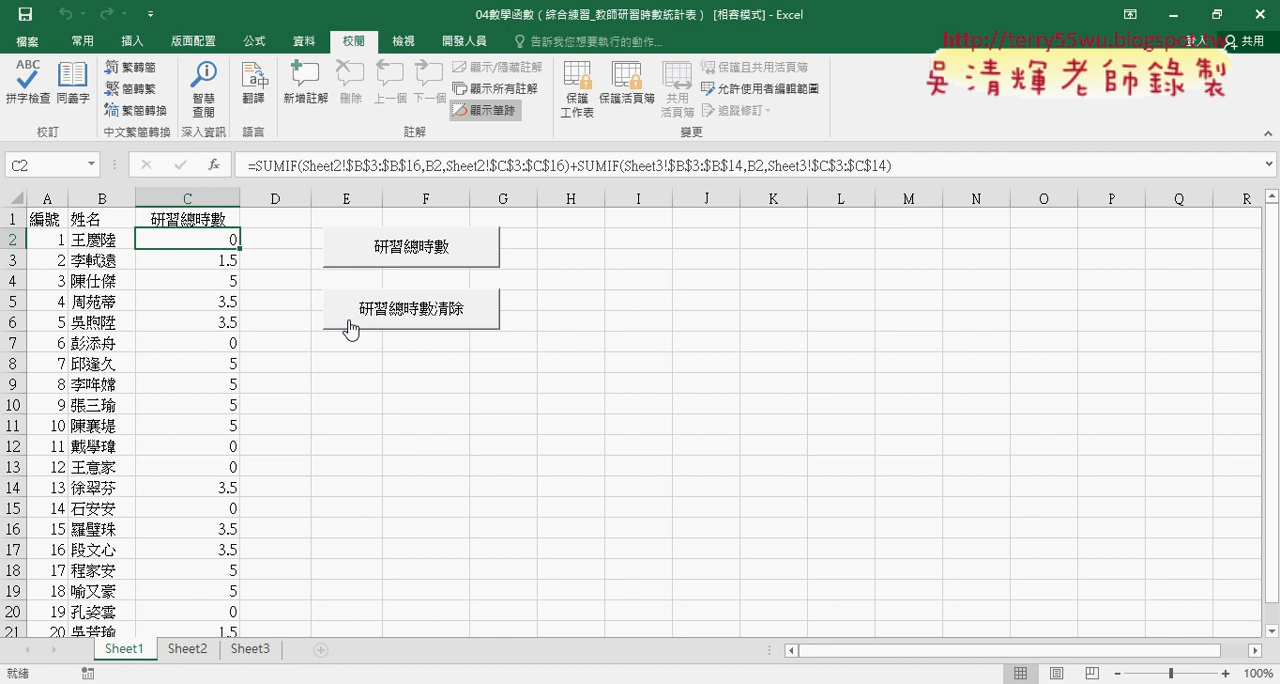 04數學函數（綜合練習_教師研習時數統計表） [相容模式] - Excel
檔案 常用 插入 版面配置 公式 資料 校閱 檢視 開發人員 告訴我您想要執行的動作... 登入 共用
http://terry55wu.blogspot.tw
吳清輝老師錄製
ABC
拼字檢查 同義字 繁轉簡 簡轉繁 繁簡轉換 智慧查閱 翻譯 新增註解 刪除 上一個 下一個 顯示/隱藏註解 顯示所有註解 顯示筆跡 保護工作表 保護活頁簿 共用活頁簿 保護且共用活頁簿 允許使用者編輯範圍 追蹤修訂
校訂 中文繁簡轉換 深入資訊 語言 註解 變更
C2 fx =SUMIF(Sheet2!$B$3:$B$16,B2,Sheet2!$C$3:$C$16)+SUMIF(Sheet3!$B$3:$B$14,B2,Sheet3!$C$3:$C$14)
A B C D E F G H I J K L M N O P Q R
1 編號 姓名 研習總時數
2 1 王慶陸 0
3 2 李軾遠 1.5
4 3 陳仕傑 5
5 4 周苑蒂 3.5
6 5 吳煦陞 3.5
7 6 彭添舟 0
8 7 邱逢久 5
9 8 李哖嫦 5
10 9 張三瑜 5
11 10 陳襄堤 5
12 11 戴學瑋 0
13 12 王意家 0
14 13 徐翠芬 3.5
15 14 石安安 0
16 15 羅璧珠 3.5
17 16 段文心 3.5
18 17 程家安 5
19 18 喻又豪 5
20 19 孔姿雲 0
21 20 吳芳瑜 1.5
研習總時數
研習總時數清除
Sheet1 Sheet2 Sheet3
就緒 100%